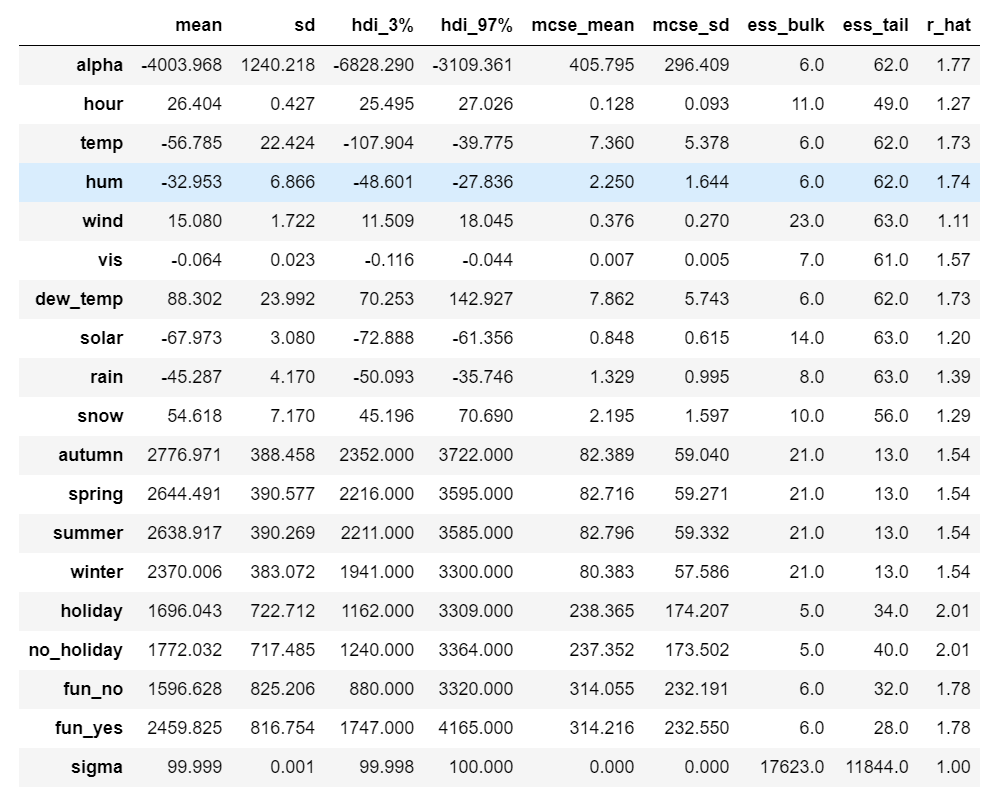 mean sd hdi_3% hdi_97% mcse_mean mcse_sd ess_bulk ess_tail r_hat
alpha -4003.968 1240.218 -6828.290 -3109.361 405.795 296.409 6.0 62.0 1.77
hour 26.404 0.427 25.495 27.026 0.128 0.093 11.0 49.0 1.27
temp -56.785 22.424 -107.904 -39.775 7.360 5.378 6.0 62.0 1.73
hum -32.953 6.866 -48.601 -27.836 2.250 1.644 6.0 62.0 1.74
wind 15.080 1.722 11.509 18.045 0.376 0.270 23.0 63.0 1.11
vis -0.064 0.023 -0.116 -0.044 0.007 0.005 7.0 61.0 1.57
dew_temp 88.302 23.992 70.253 142.927 7.862 5.743 6.0 62.0 1.73
solar -67.973 3.080 -72.888 -61.356 0.848 0.615 14.0 63.0 1.20
rain -45.287 4.170 -50.093 -35.746 1.329 0.995 8.0 63.0 1.39
snow 54.618 7.170 45.196 70.690 2.195 1.597 10.0 56.0 1.29
autumn 2776.971 388.458 2352.000 3722.000 82.389 59.040 21.0 13.0 1.54
spring 2644.491 390.577 2216.000 3595.000 82.716 59.271 21.0 13.0 1.54
summer 2638.917 390.269 2211.000 3585.000 82.796 59.332 21.0 13.0 1.54
winter 2370.006 383.072 1941.000 3300.000 80.383 57.586 21.0 13.0 1.54
holiday 1696.043 722.712 1162.000 3309.000 238.365 174.207 5.0 34.0 2.01
no_holiday 1772.032 717.485 1240.000 3364.000 237.352 173.502 5.0 40.0 2.01
fun_no 1596.628 825.206 880.000 3320.000 314.055 232.191 6.0 32.0 1.78
fun_yes 2459.825 816.754 1747.000 4165.000 314.216 232.550 6.0 28.0 1.78
sigma 99.999 0.001 99.998 100.000 0.000 0.000 17623.0 11844.0 1.00